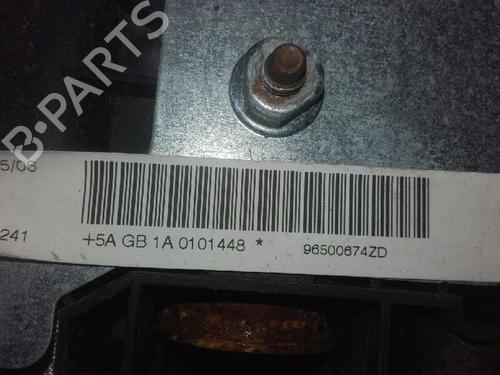 B-PARTS
5/03
241
+5A GB 1A 0101448 * 96500674ZD